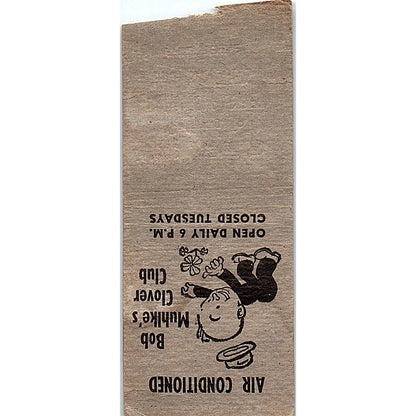 AIR CONDITIONED
Bob
Muhlke's
Clover
Club
OPEN DAILY 6 P.M.
CLOSED TUESDAYS